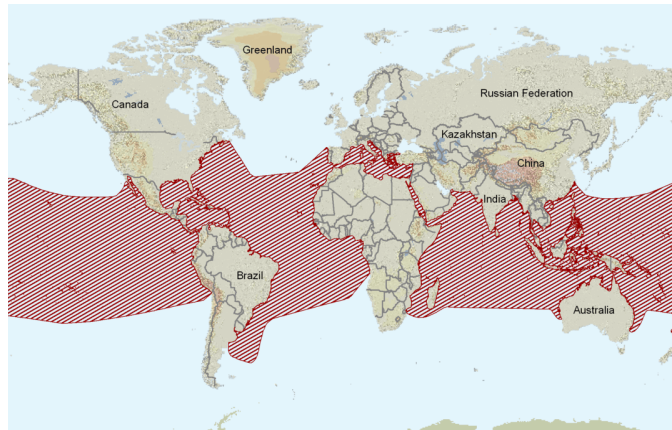 Greenland
Russian Federation
Canada
Kazakhstan
China
India
Brazil
Australia